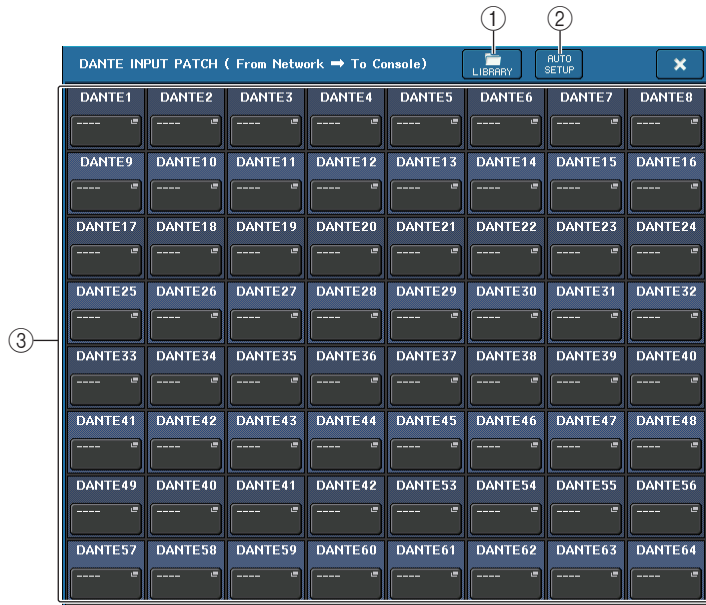 ① ②
DANTE INPUT PATCH ( From Network ➡ To Console) LIBRARY AUTO SETUP ×
DANTE1 DANTE2 DANTE3 DANTE4 DANTE5 DANTE6 DANTE7 DANTE8
---- ---- ---- ---- ---- ---- ---- ----
DANTE9 DANTE10 DANTE11 DANTE12 DANTE13 DANTE14 DANTE15 DANTE16
---- ---- ---- ---- ---- ---- ---- ----
DANTE17 DANTE18 DANTE19 DANTE20 DANTE21 DANTE22 DANTE23 DANTE24
---- ---- ---- ---- ---- ---- ---- ----
DANTE25 DANTE26 DANTE27 DANTE28 DANTE29 DANTE30 DANTE31 DANTE32
---- ---- ---- ---- ---- ---- ---- ----
③
DANTE33 DANTE34 DANTE35 DANTE36 DANTE37 DANTE38 DANTE39 DANTE40
---- ---- ---- ---- ---- ---- ---- ----
DANTE41 DANTE42 DANTE43 DANTE44 DANTE45 DANTE46 DANTE47 DANTE48
---- ---- ---- ---- ---- ---- ---- ----
DANTE49 DANTE40 DANTE41 DANTE42 DANTE53 DANTE54 DANTE55 DANTE56
---- ---- ---- ---- ---- ---- ---- ----
DANTE57 DANTE58 DANTE59 DANTE60 DANTE61 DANTE62 DANTE63 DANTE64
---- ---- ---- ---- ---- ---- ---- ----